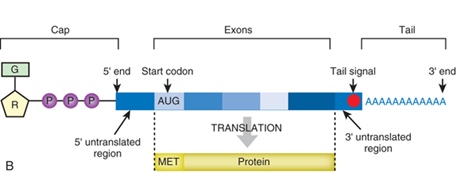 Cap
Exons
Tail
G
5' end
Start codon
Tail signal
3' end
R
P P P
AUG
AAAAAAAAAAAA
TRANSLATION
5' untranslated
region
3' untranslated
region
B
MET
Protein